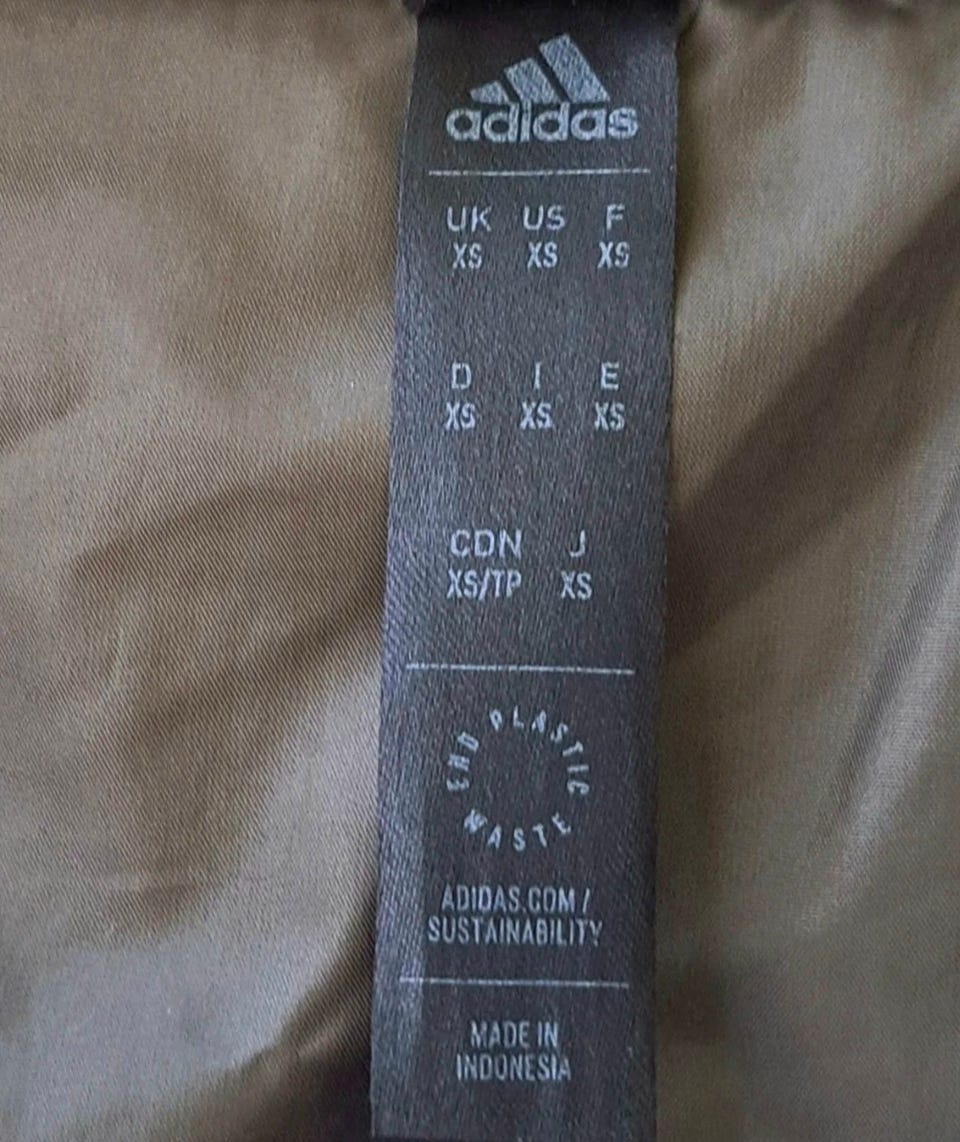 adidas
UK US F
XS XS XS
D I E
XS XS XS
CDN J
XS/TP XS
END PLASTIC WASTE
ADIDAS.COM/
SUSTAINABILITY
MADE IN
INDONESIA